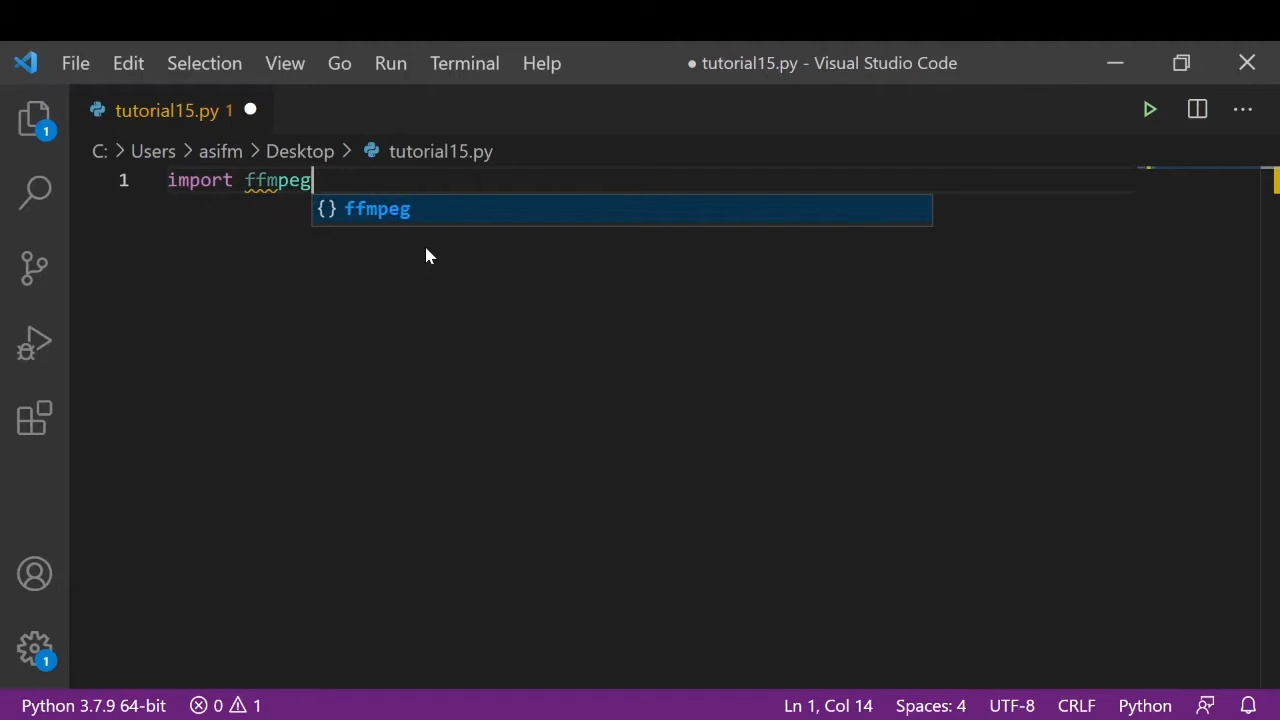 File Edit Selection View Go Run Terminal Help ● tutorial15.py - Visual Studio Code
tutorial15.py 1
C: > Users > asifm > Desktop > tutorial15.py
1 import ffmpeg
{} ffmpeg
1
1
Python 3.7.9 64-bit 0 1 Ln 1, Col 14 Spaces: 4 UTF-8 CRLF Python